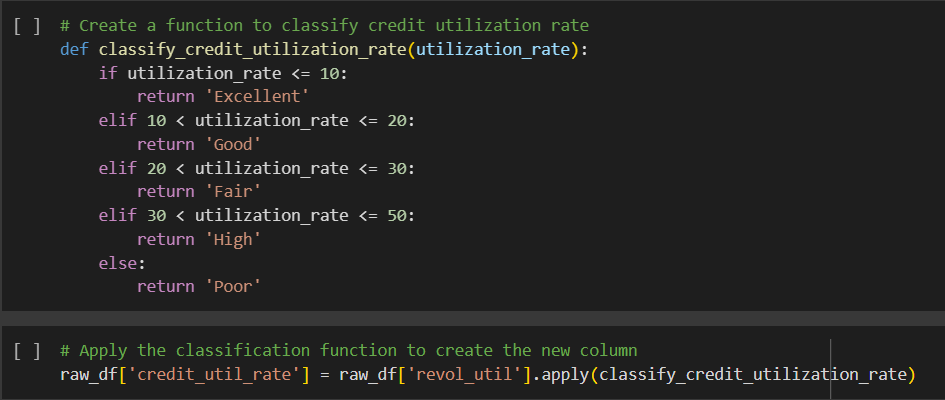 [ ] # Create a function to classify credit utilization rate
def classify_credit_utilization_rate(utilization_rate):
    if utilization_rate <= 10:
        return 'Excellent'
    elif 10 < utilization_rate <= 20:
        return 'Good'
    elif 20 < utilization_rate <= 30:
        return 'Fair'
    elif 30 < utilization_rate <= 50:
        return 'High'
    else:
        return 'Poor'
[ ] # Apply the classification function to create the new column
raw_df['credit_util_rate'] = raw_df['revol_util'].apply(classify_credit_utilization_rate)